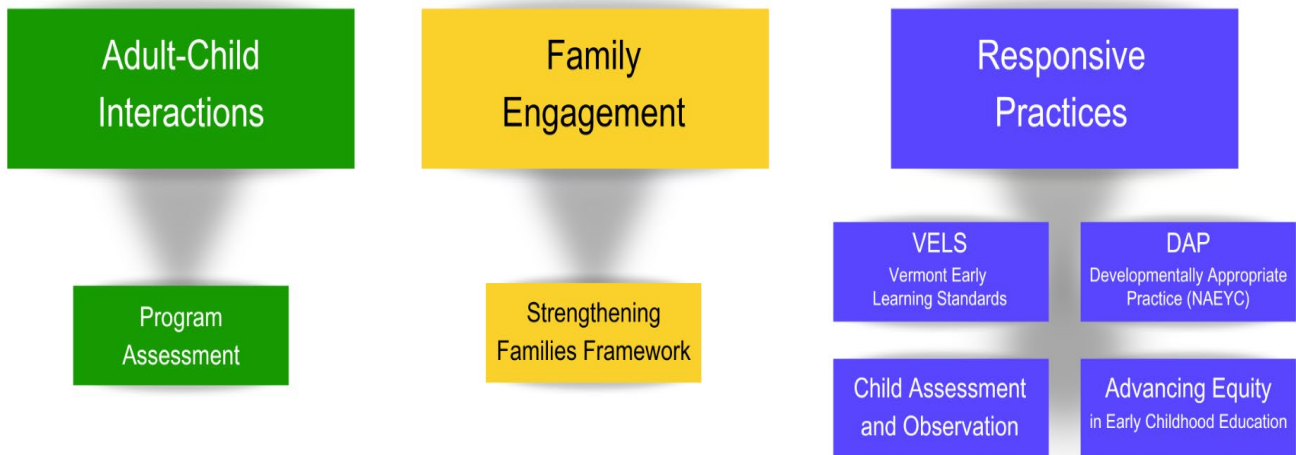 Adult-Child
Interactions
Program
Assessment
Family
Engagement
Strengthening
Families Framework
Responsive
Practices
VELS
Vermont Early
Learning Standards
DAP
Developmentally Appropriate
Practice (NAEYC)
Child Assessment
and Observation
Advancing Equity
in Early Childhood Education